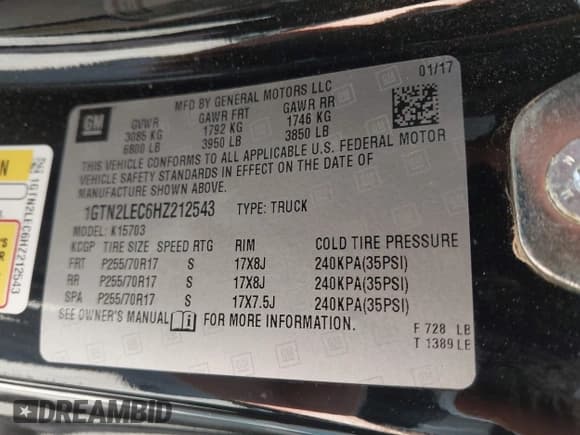 GM
MFD BY GENERAL MOTORS LLC
01/17
GVWR GAWR FRT GAWR RR
3085 KG 1792 KG 1746 KG
6800 LB 3950 LB 3850 LB
THIS VEHICLE CONFORMS TO ALL APPLICABLE U.S. FEDERAL MOTOR
VEHICLE SAFETY STANDARDS IN EFFECT ON THE DATE OF
MANUFACTURE SHOWN ABOVE.
1GTN2LEC6HZ212543 TYPE: TRUCK
MODEL: K15703
KCGP TIRE SIZE SPEED RTG RIM COLD TIRE PRESSURE
FRT P255/70R17 S 17X8J 240KPA(35PSI)
RR P255/70R17 S 17X8J 240KPA(35PSI)
SPA P255/70R17 S 17X7.5J 240KPA(35PSI)
SEE OWNER'S MANUAL FOR MORE INFORMATION.
F 728 LB
T 1389 LB
1GTN2LEC6HZ212543
DREAMBID